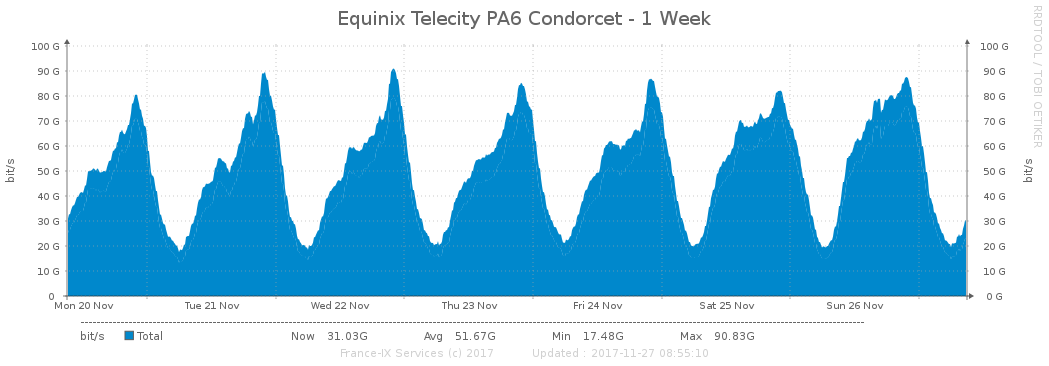 Equinix Telecity PA6 Condorcet - 1 Week
RRDTOOL / TOBI OETIKER
100 G 100 G
90 G 90 G
80 G 80 G
70 G 70 G
60 G 60 G
50 G 50 G
40 G 40 G
30 G 30 G
20 G 20 G
10 G 10 G
0 0 G
bit/s bit/s
Mon 20 Nov Tue 21 Nov Wed 22 Nov Thu 23 Nov Fri 24 Nov Sat 25 Nov Sun 26 Nov
bit/s Total Now 31.03G Avg 51.67G Min 17.48G Max 90.83G
France-IX Services (c) 2017 Updated : 2017-11-27 08:55:10